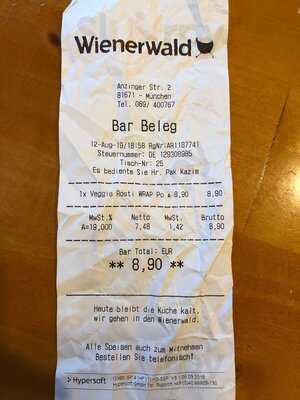 Wienerwald
Anzinger Str. 2
81671 - München
Tel. 089/ 400767
Bar Beleg
12-Aug-19/18:58 RgNr:AR1187741
Steuernummer: DE 129308985
Tisch-Nr: 25
Es bediente Sie Hr. Pak Kazim
1x Veggie Rösti WRAP Po à 8,90 8,90
MwSt.% Netto MwSt. Brutto
A=19,000 7,48 1,42 8,90
Bar Total: EUR
** 8,90 **
Heute bleibt die Küche kalt,
wir gehen in den Wienerwald.
Alle Speisen auch zum Mitnehmen
Bestellen Sie telefonisch!
Hypersoft